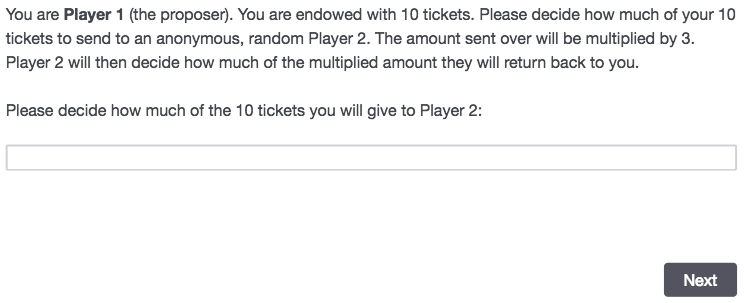 You are Player 1 (the proposer). You are endowed with 10 tickets. Please decide how much of your 10
tickets to send to an anonymous, random Player 2. The amount sent over will be multiplied by 3.
Player 2 will then decide how much of the multiplied amount they will return back to you.
Please decide how much of the 10 tickets you will give to Player 2:
Next